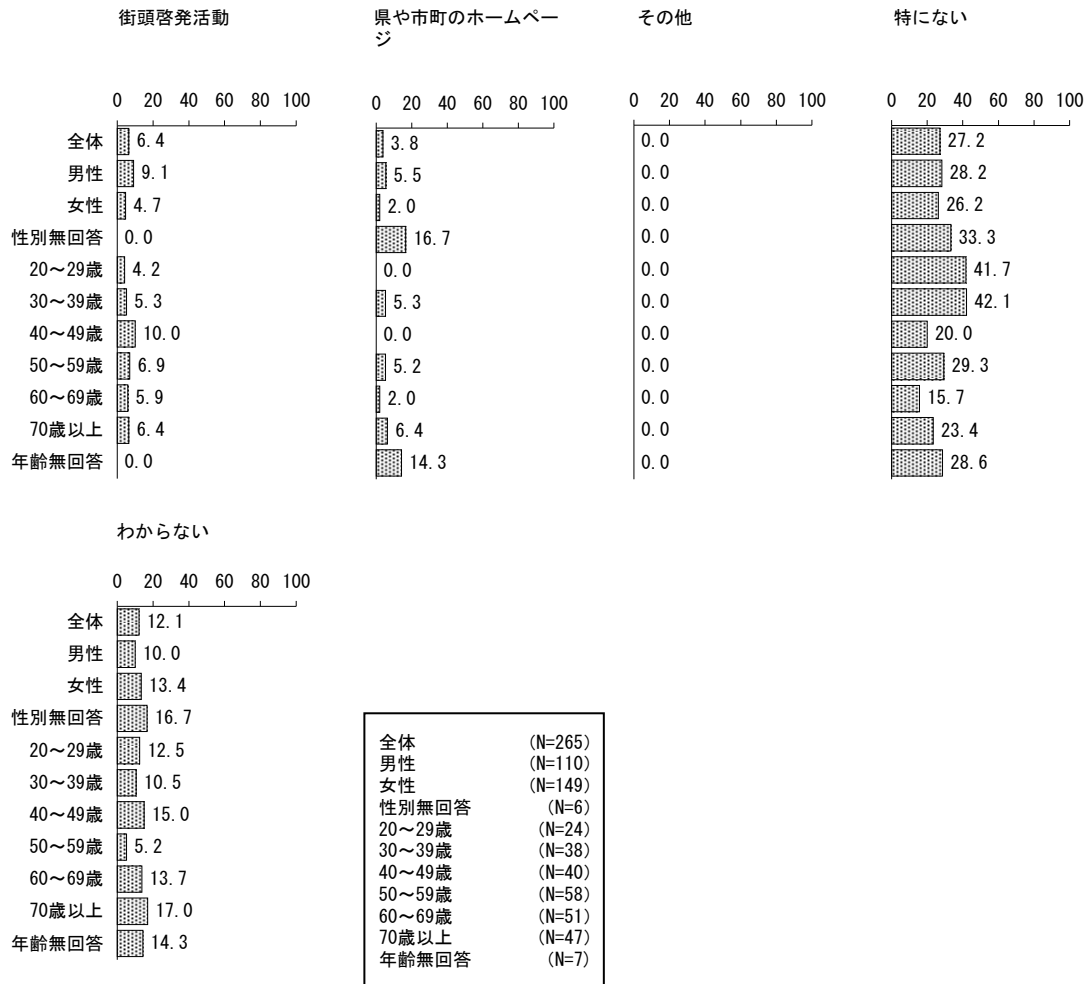 街頭啓発活動
県や市町のホームペー
ジ
その他
特にない
0 20 40 60 80 100
0 20 40 60 80 100
0 20 40 60 80 100
0 20 40 60 80 100
全体 6.4 3.8 0.0 27.2
男性 9.1 5.5 0.0 28.2
女性 4.7 2.0 0.0 26.2
性別無回答 0.0 16.7 0.0 33.3
20～29歳 4.2 0.0 0.0 41.7
30～39歳 5.3 5.3 0.0 42.1
40～49歳 10.0 0.0 0.0 20.0
50～59歳 6.9 5.2 0.0 29.3
60～69歳 5.9 2.0 0.0 15.7
70歳以上 6.4 6.4 0.0 23.4
年齢無回答 0.0 14.3 0.0 28.6
わからない
0 20 40 60 80 100
全体 12.1
男性 10.0
女性 13.4
性別無回答 16.7
20～29歳 12.5
30～39歳 10.5
40～49歳 15.0
50～59歳 5.2
60～69歳 13.7
70歳以上 17.0
年齢無回答 14.3
全体 (N=265)
男性 (N=110)
女性 (N=149)
性別無回答 (N=6)
20～29歳 (N=24)
30～39歳 (N=38)
40～49歳 (N=40)
50～59歳 (N=58)
60～69歳 (N=51)
70歳以上 (N=47)
年齢無回答 (N=7)